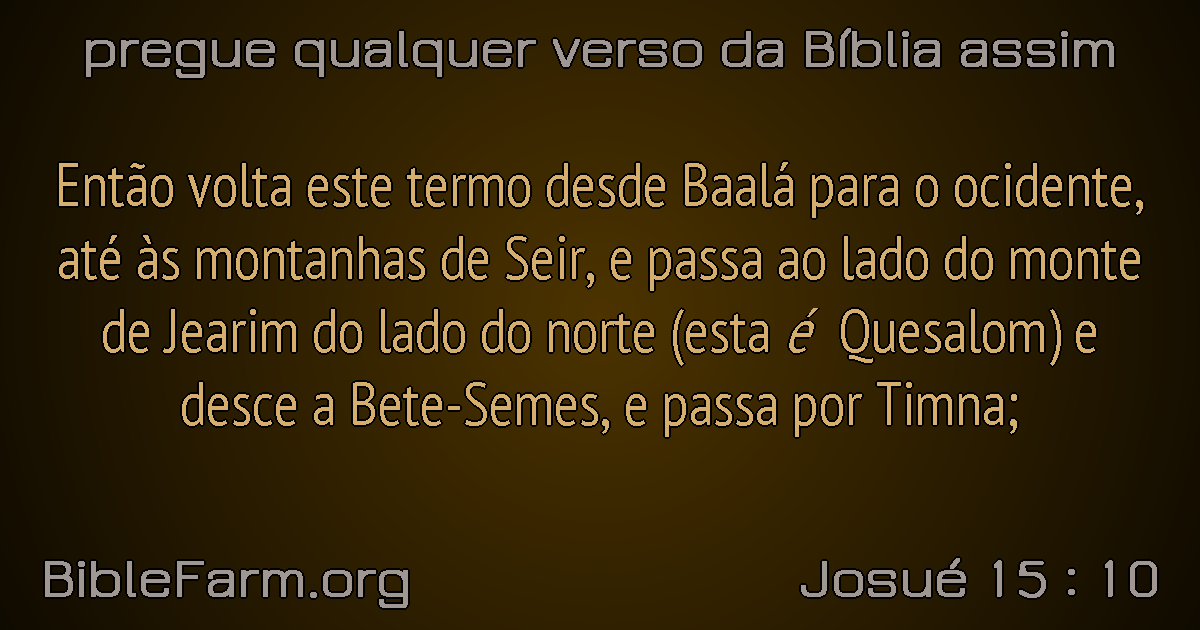 pregue qualquer verso da Bíblia assim
Então volta este termo desde Baalá para o ocidente,
até às montanhas de Seir, e passa ao lado do monte
de Jearim do lado do norte (esta é Quesalom) e
desce a Bete-Semes, e passa por Timna;
BibleFarm.org
Josué 15 : 10